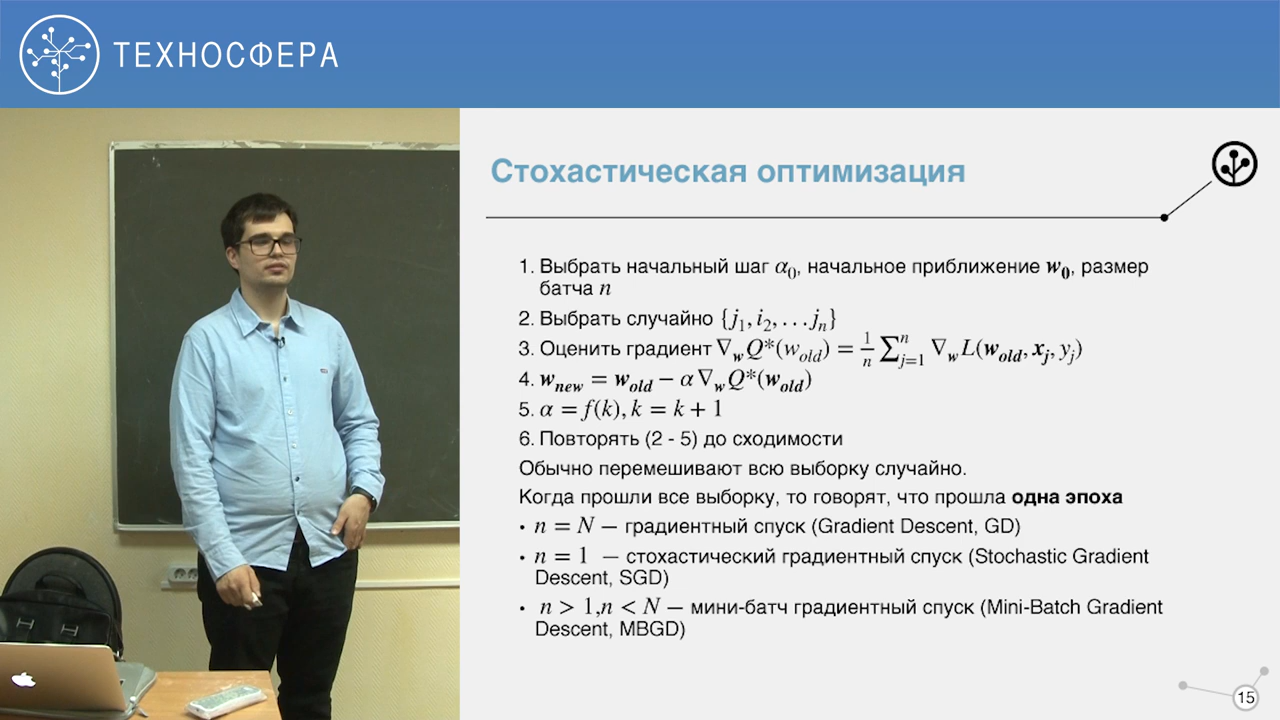 ТЕХНОСФЕРА
Стохастическая оптимизация
1. Выбрать начальный шаг α₀, начальное приближение w₀, размер
батча n
2. Выбрать случайно {j₁, i₂, . . . jₙ}
3. Оценить градиент ∇_w Q*(w_old) = 1/n ∑ⁿ_{j=1} ∇_w L(w_old, x_j, y_j)
4. w_new = w_old − α ∇_w Q*(w_old)
5. α = f(k), k = k + 1
6. Повторять (2 - 5) до сходимости
Обычно перемешивают всю выборку случайно.
Когда прошли все выборку, то говорят, что прошла одна эпоха
• n = N — градиентный спуск (Gradient Descent, GD)
• n = 1 — стохастический градиентный спуск (Stochastic Gradient
Descent, SGD)
• n > 1,n < N — мини-батч градиентный спуск (Mini-Batch Gradient
Descent, MBGD)
15